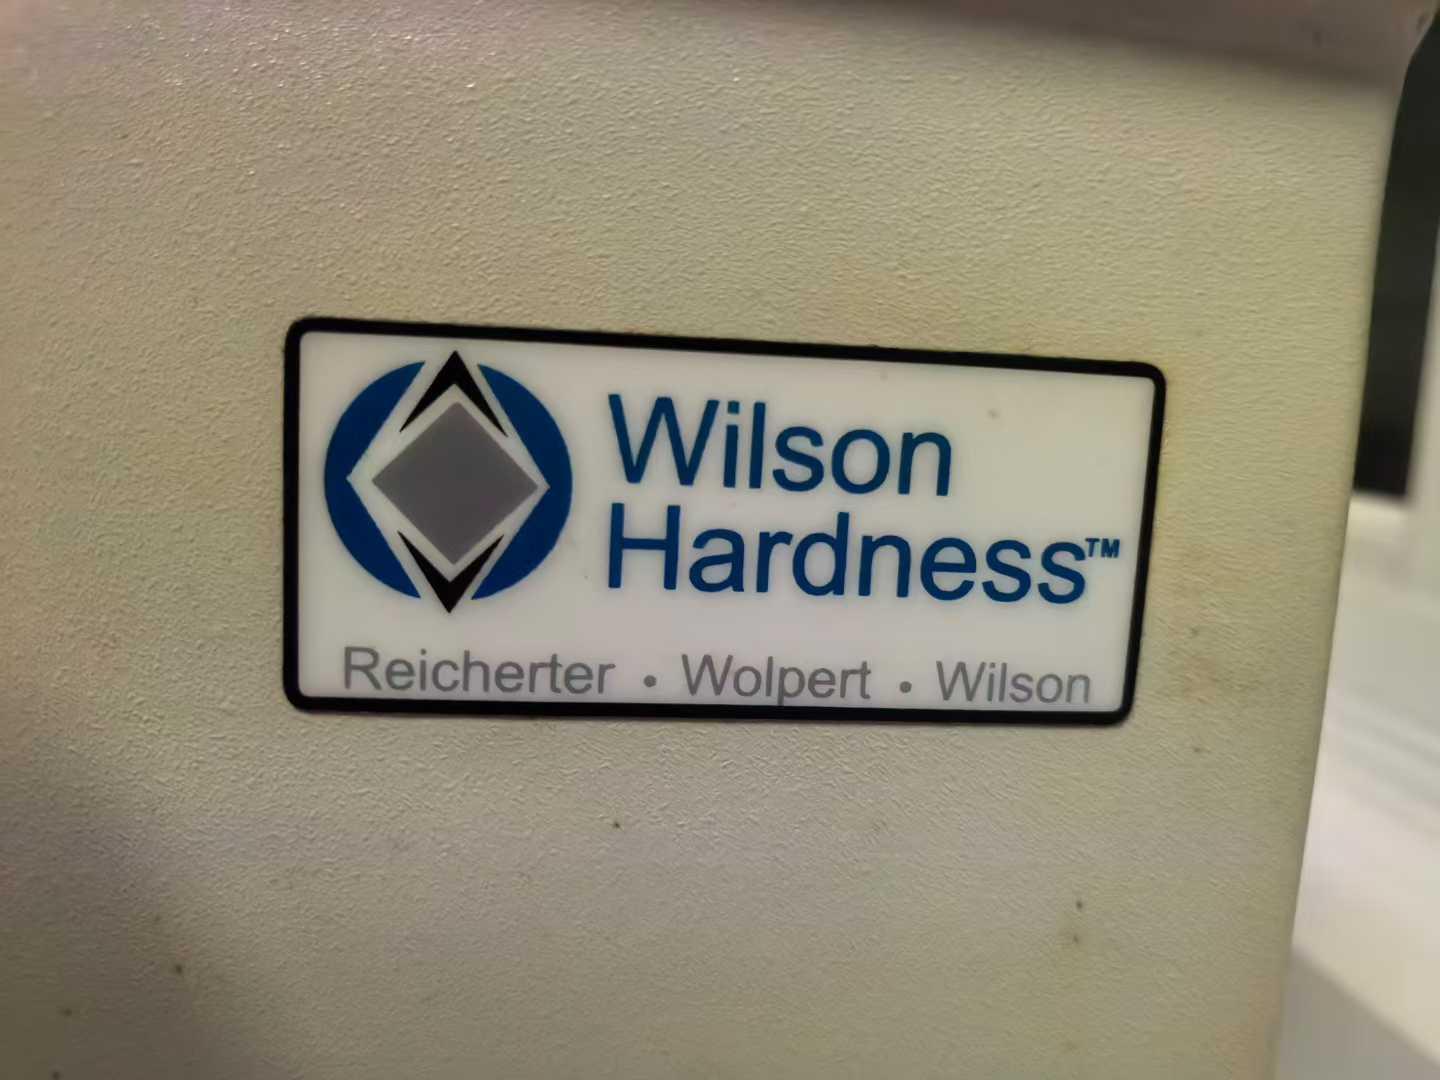 Wilson
Hardness™
Reicherter • Wolpert • Wilson